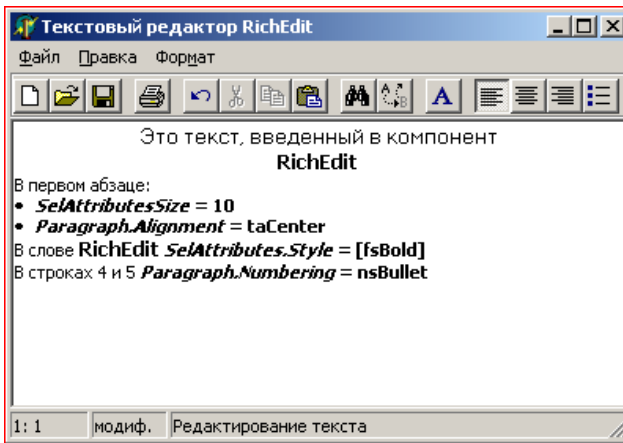 Текстовый редактор RichEdit
Файл Правка Формат
Это текст, введенный в компонент
RichEdit
В первом абзаце:
• SelAttributesSize = 10
• Paragraph.Alignment = taCenter
В слове RichEdit SelAttributes.Style = [fsBold]
В строках 4 и 5 Paragraph.Numbering = nsBullet
1: 1 модиф. Редактирование текста